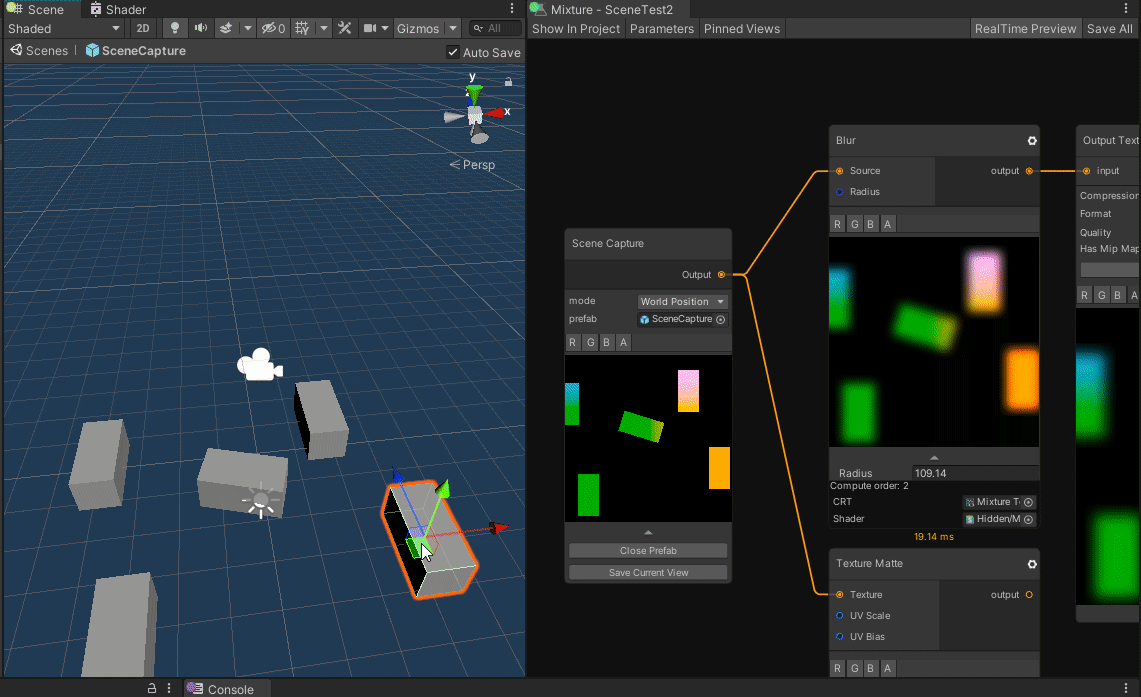 Scene
Shader
Shaded
2D
0
Gizmos
All
Scenes
SceneCapture
Auto Save
y
x
Persp
Console
Mixture - SceneTest2
Show In Project
Parameters
Pinned Views
RealTime Preview
Save All
Scene Capture
Output
mode
World Position
prefab
SceneCapture
R G B A
Close Prefab
Save Current View
Blur
Source
output
Radius
R G B A
Radius
109.14
Compute order: 2
CRT
Mixture T
Shader
Hidden/M
19.14 ms
Texture Matte
Texture
output
UV Scale
UV Bias
R G B A
Output Text
input
Compression
Format
Quality
Has Mip Map
R G B A